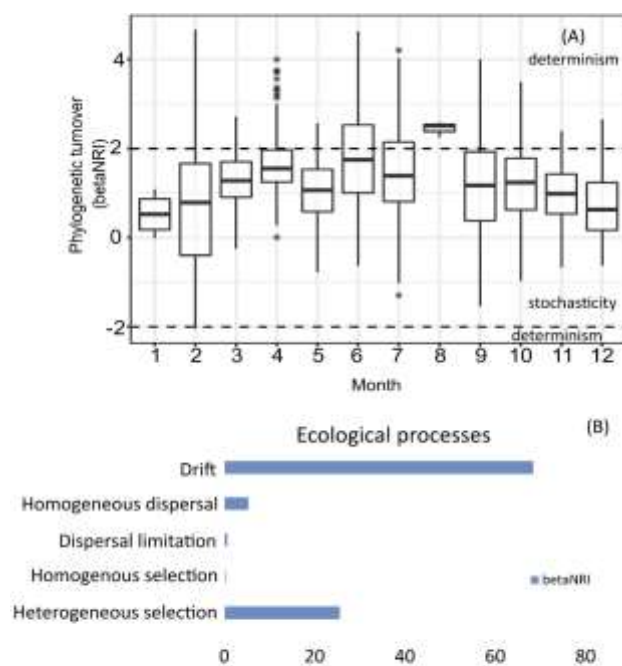 (A)
determinism
4
2
0
-2
Phylogenetic turnover
(betaNRI)
stochasticity
determinism
1 2 3 4 5 6 7 8 9 10 11 12
Month
(B)
Ecological processes
Drift
Homogeneous dispersal
Dispersal limitation
Homogenous selection
betaNRI
Heterogeneous selection
0 20 40 60 80